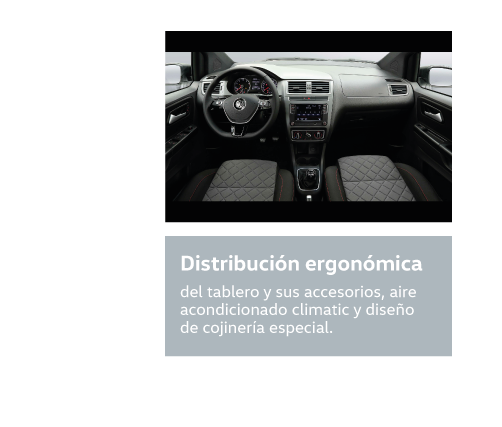 Distribución ergonómica
del tablero y sus accesorios, aire
acondicionado climatic y diseño
de cojinería especial.